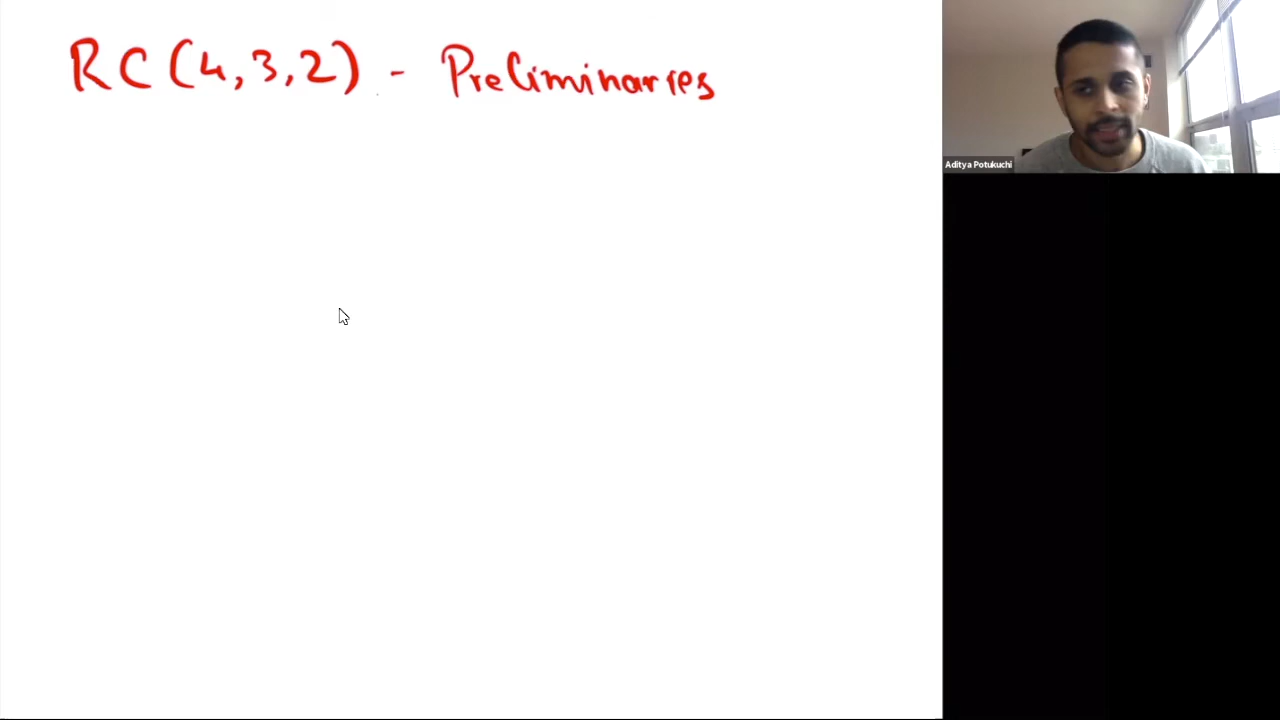 RC(4,3,2) - Preliminaries
Aditya Potukuchi